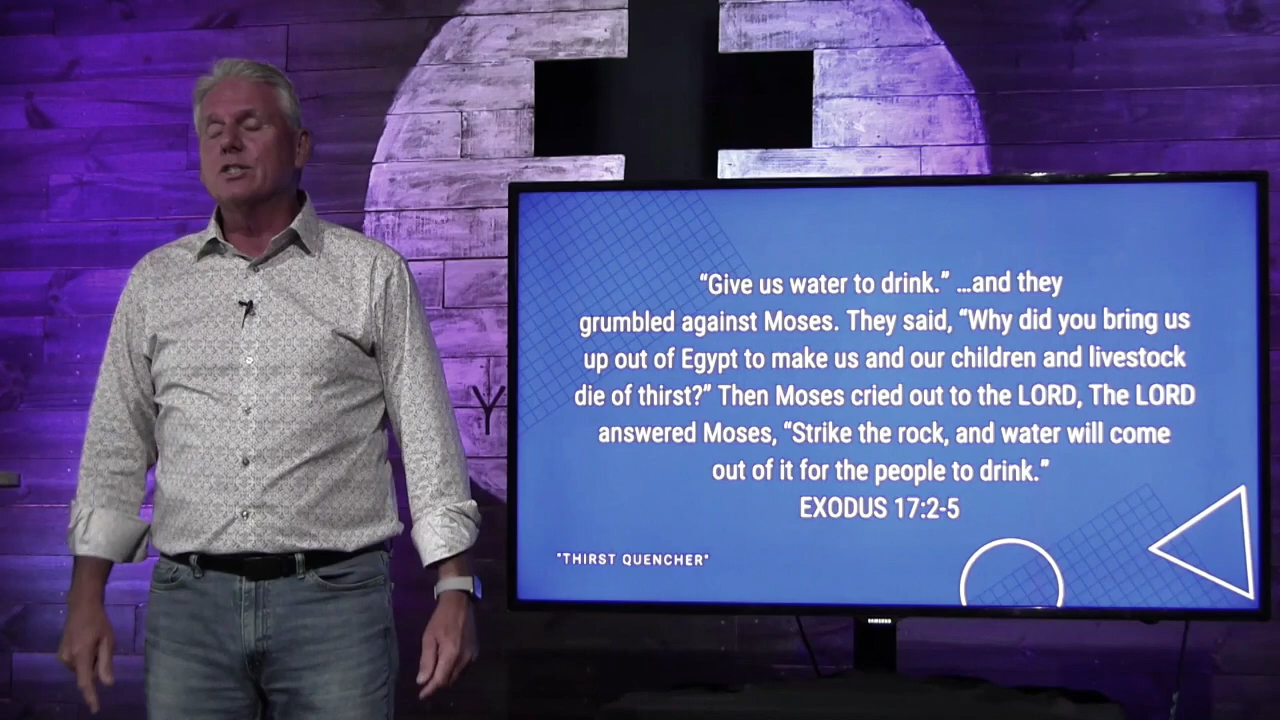 “Give us water to drink.” ...and they
grumbled against Moses. They said, “Why did you bring us
up out of Egypt to make us and our children and livestock
die of thirst?” Then Moses cried out to the LORD, The LORD
answered Moses, “Strike the rock, and water will come
out of it for the people to drink.”
EXODUS 17:2-5
"THIRST QUENCHER"
SAMSUNG